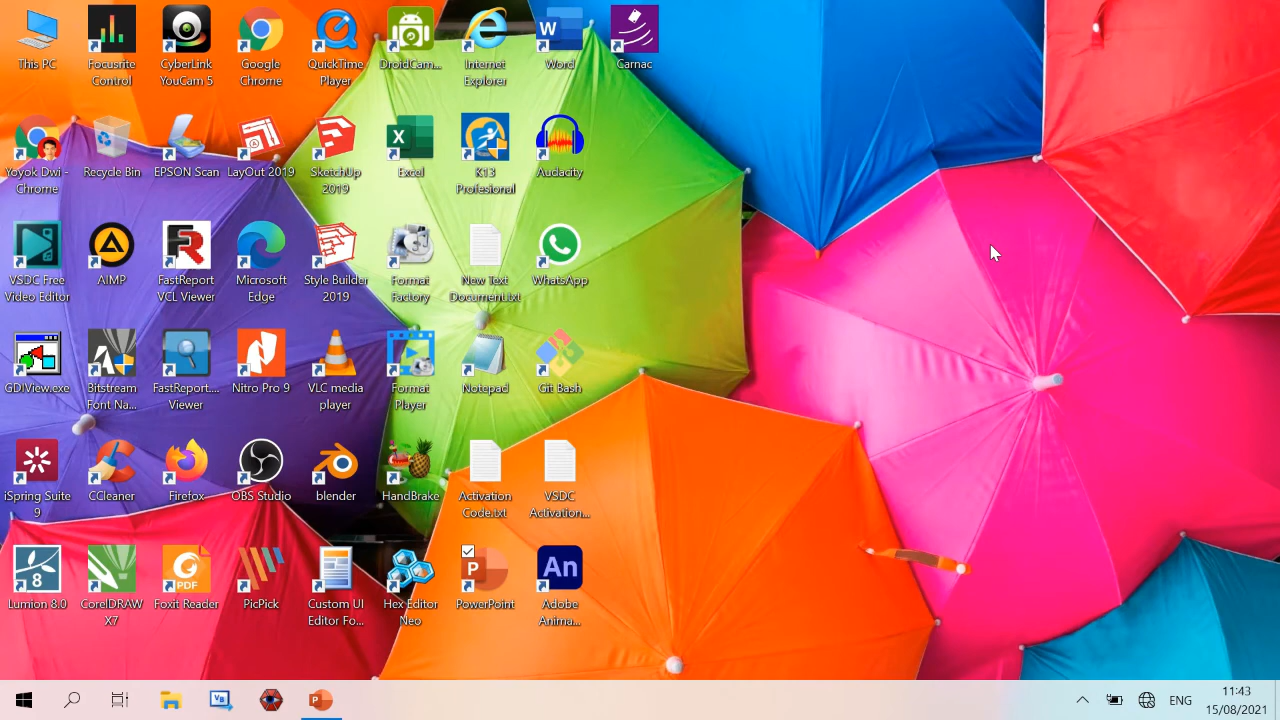 This PC
Focusrite
Control
CyberLink
YouCam 5
Google
Chrome
QuickTime
Player
DroidCam...
Internet
Explorer
Word
Carnac
Yoyok Dwi -
Chrome
Recycle Bin
EPSON Scan
LayOut 2019
SketchUp
2019
Excel
K13
Profesional
Audacity
VSDC Free
Video Editor
AIMP
FastReport
VCL Viewer
Microsoft
Edge
Style Builder
2019
Format
Factory
New Text
Document.txt
WhatsApp
GDIView.exe
Bitstream
Font Na...
FastReport....
Viewer
Nitro Pro 9
VLC media
player
Format
Player
Notepad
Git Bash
iSpring Suite
9
CCleaner
Firefox
OBS Studio
blender
HandBrake
Activation
Code.txt
VSDC
Activation...
8
PDF
An
Lumion 8.0
CorelDRAW
X7
Foxit Reader
PicPick
Custom UI
Editor Fo...
Hex Editor
Neo
PowerPoint
Adobe
Anima...
ENG
11:43
15/08/2021